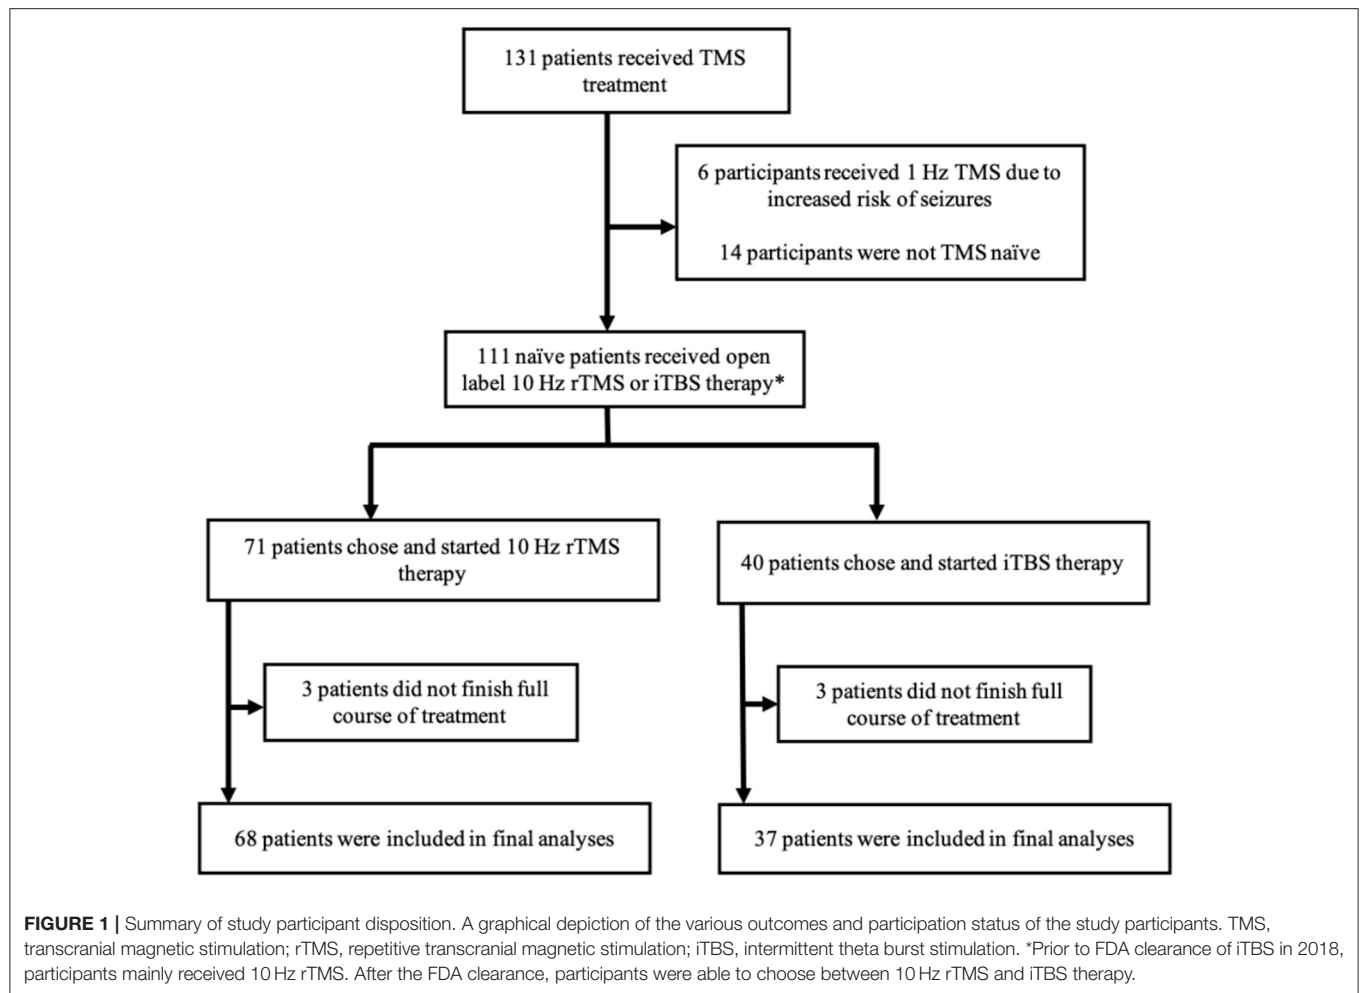 131 patients received TMS
treatment
6 participants received 1 Hz TMS due to
increased risk of seizures
14 participants were not TMS naïve
111 naïve patients received open
label 10 Hz rTMS or iTBS therapy*
71 patients chose and started 10 Hz rTMS
therapy
40 patients chose and started iTBS therapy
3 patients did not finish full
course of treatment
3 patients did not finish full
course of treatment
68 patients were included in final analyses
37 patients were included in final analyses
FIGURE 1 | Summary of study participant disposition. A graphical depiction of the various outcomes and participation status of the study participants. TMS,
transcranial magnetic stimulation; rTMS, repetitive transcranial magnetic stimulation; iTBS, intermittent theta burst stimulation. *Prior to FDA clearance of iTBS in 2018,
participants mainly received 10 Hz rTMS. After the FDA clearance, participants were able to choose between 10 Hz rTMS and iTBS therapy.